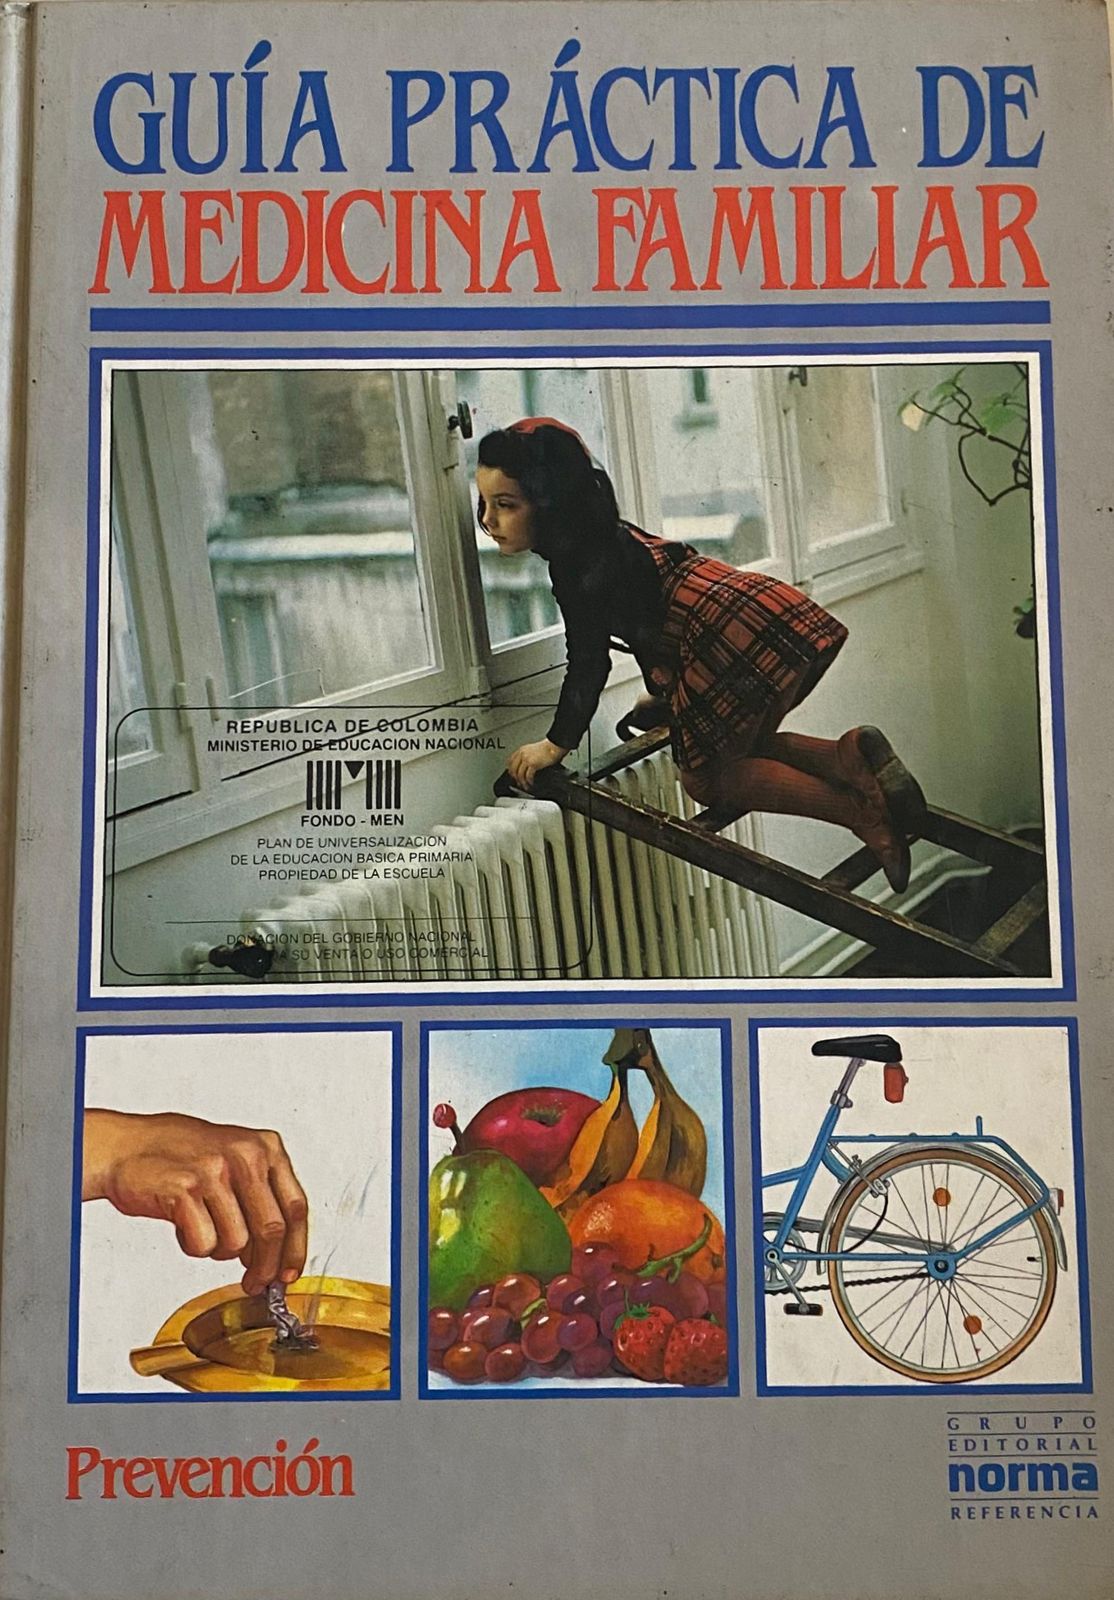 GUÍA PRÁCTICA DE
MEDICINA FAMILIAR
REPUBLICA DE COLOMBIA
MINISTERIO DE EDUCACION NACIONAL
FONDO - MEN
PLAN DE UNIVERSALIZACION
DE LA EDUCACION BASICA PRIMARIA
PROPIEDAD DE LA ESCUELA
DONACION DEL GOBIERNO NACIONAL
SU VENTA O USO COMERCIAL
Prevención
GRUPO
EDITORIAL
norma
REFERENCIA